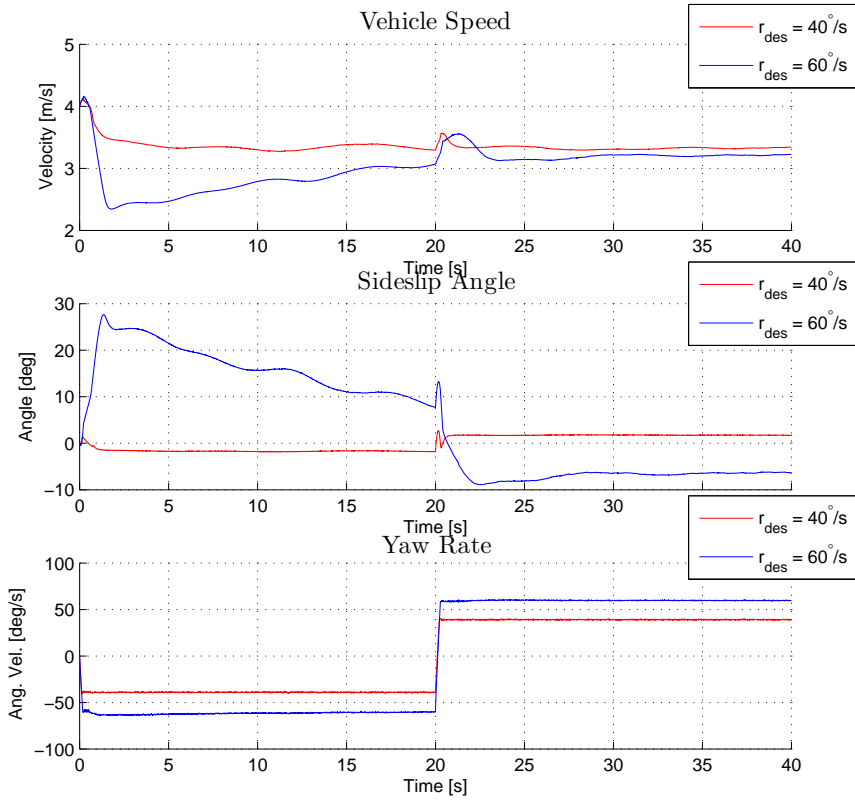 Vehicle Speed
r_des = 40°/s
r_des = 60°/s
Velocity [m/s]
5
4
3
2
0 5 10 15 20 25 30 35 40
Time [s]
Sideslip Angle
r_des = 40°/s
r_des = 60°/s
Angle [deg]
30
20
10
0
−10
0 5 10 15 20 25 30 35 40
Time [s]
Yaw Rate
r_des = 40°/s
r_des = 60°/s
Ang. Vel. [deg/s]
100
50
0
−50
−100
0 5 10 15 20 25 30 35 40
Time [s]